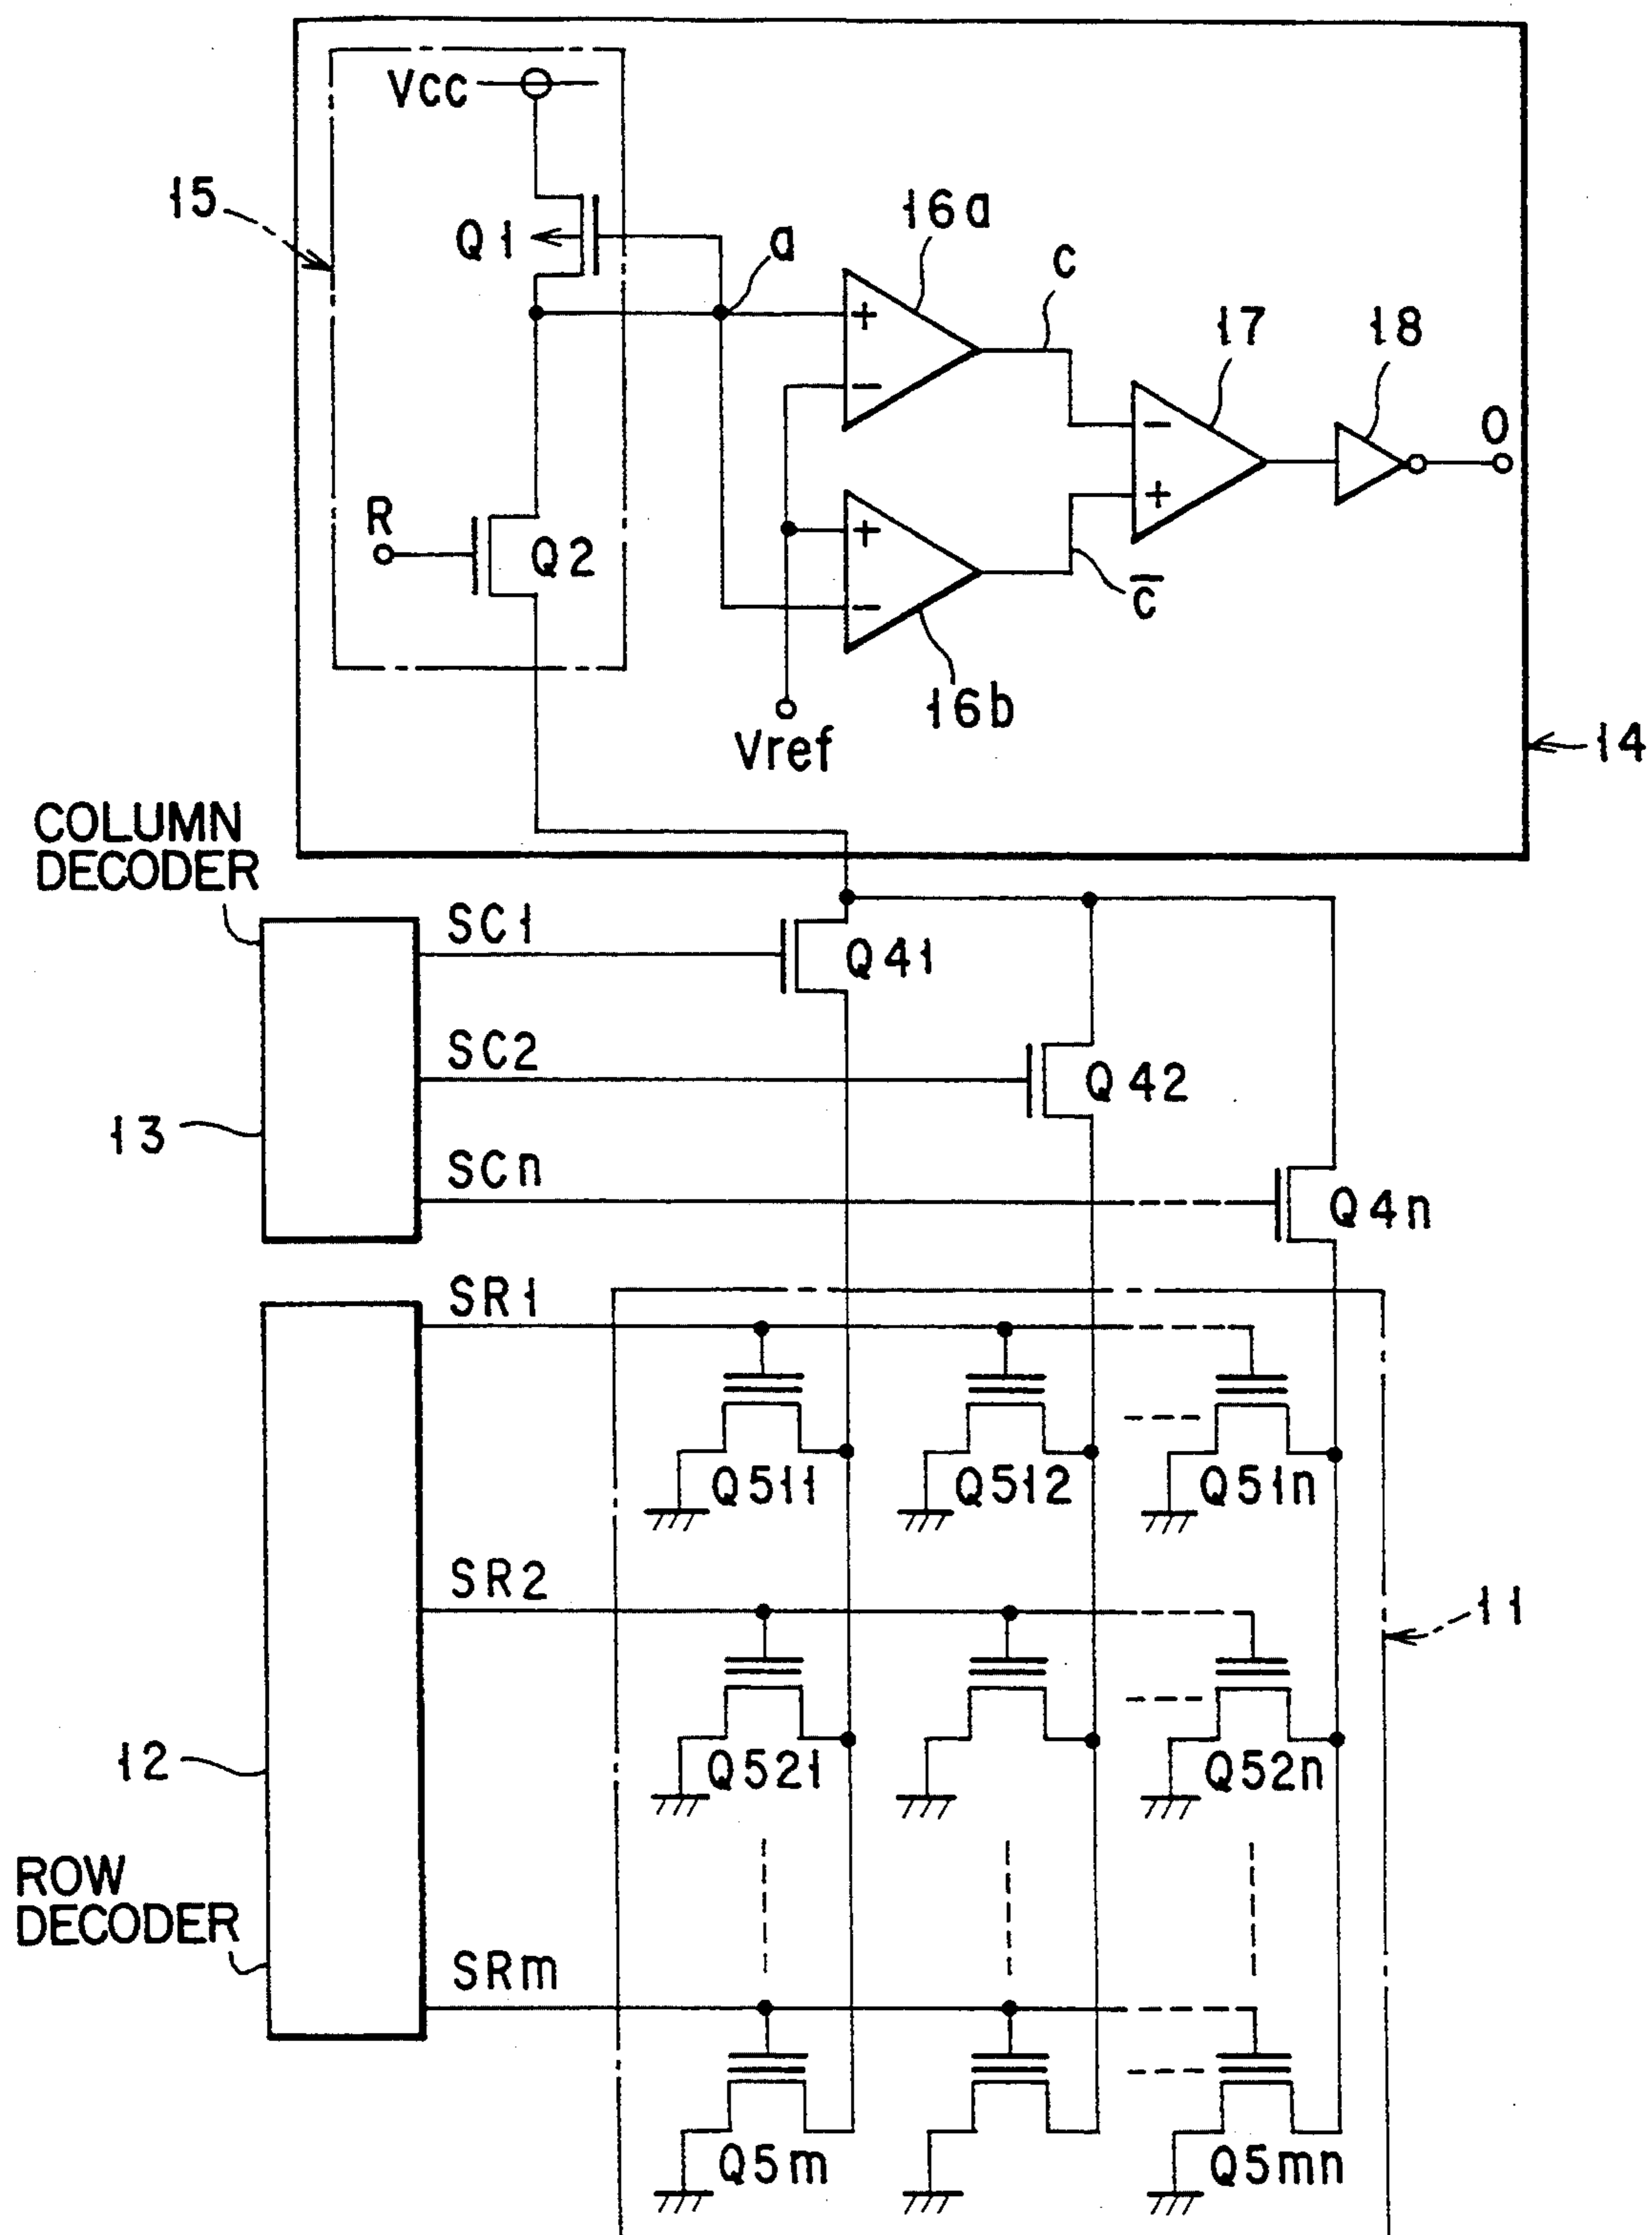 Vcc
15
Q1
a
16a
c
17
18
O
R
Q2
+
−
+
−
−
+
c̅
16b
Vref
14
COLUMN
DECODER
SC1
Q41
SC2
Q42
13
SCn
Q4n
SR1
Q511
Q512
Q51n
SR2
11
12
Q521
Q52n
ROW
DECODER
SRm
Q5m
Q5mn